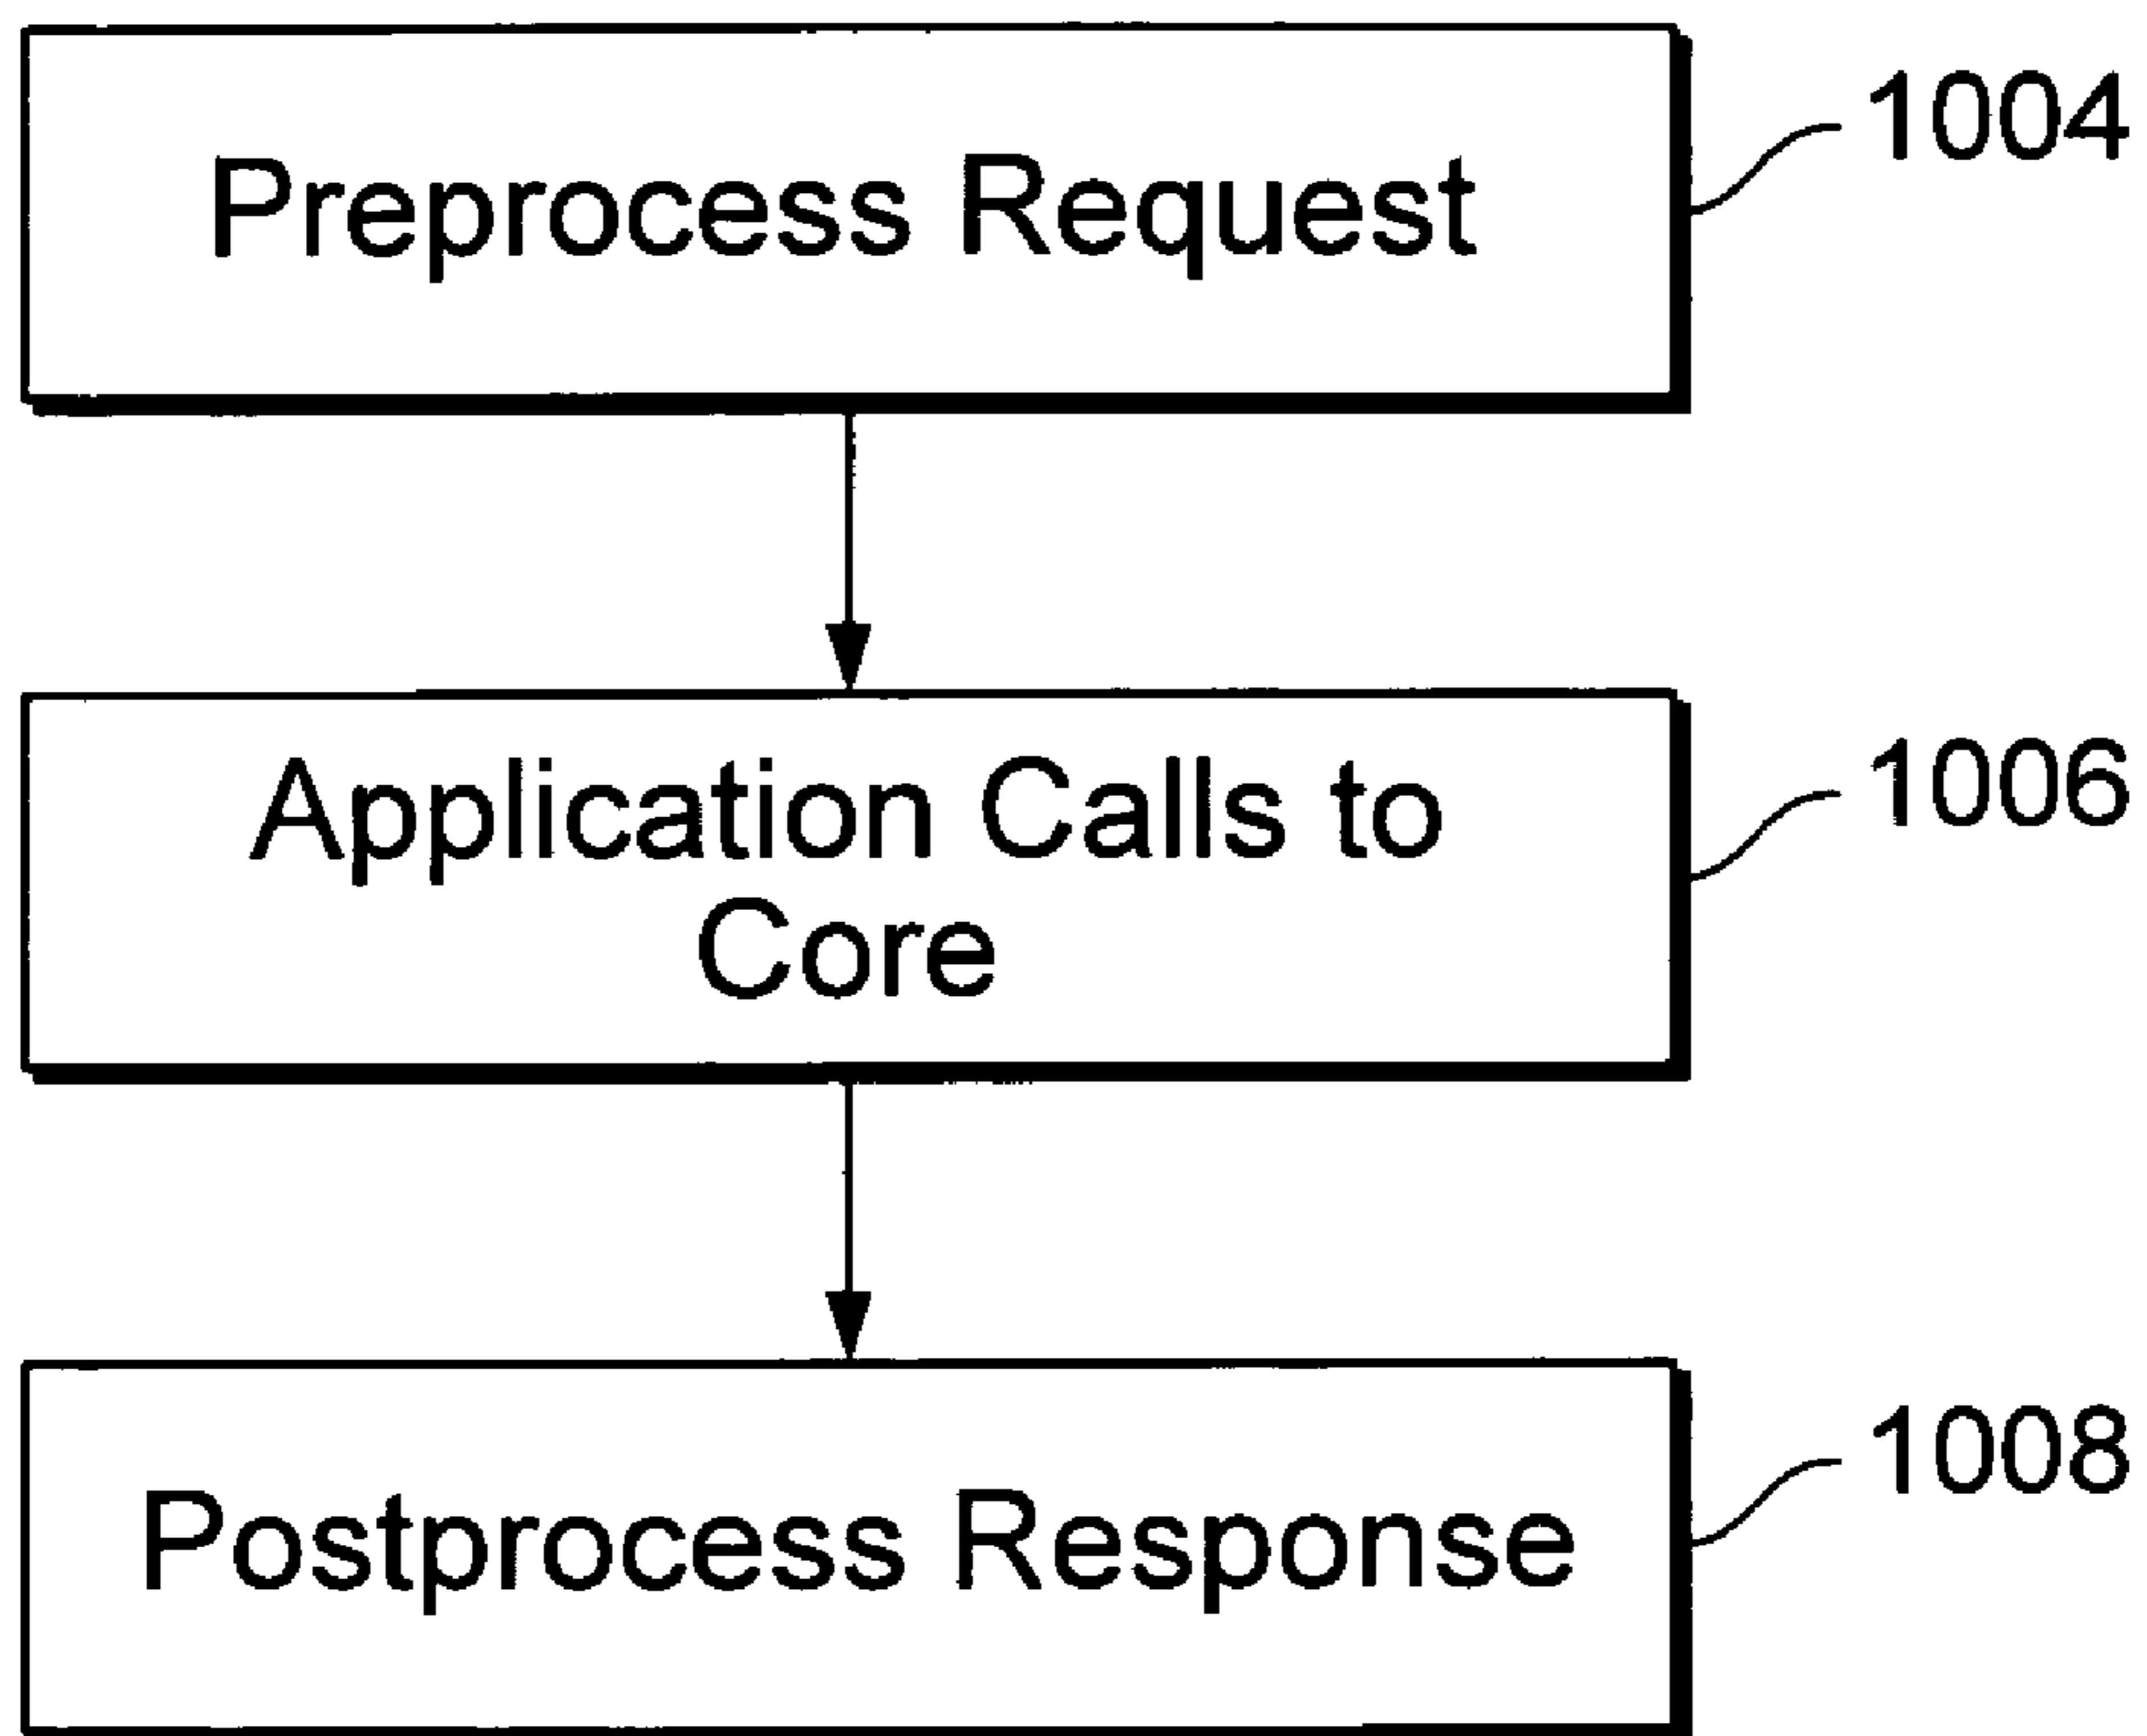 Preprocess Request
1004
Application Calls to
Core
1006
Postprocess Response
1008